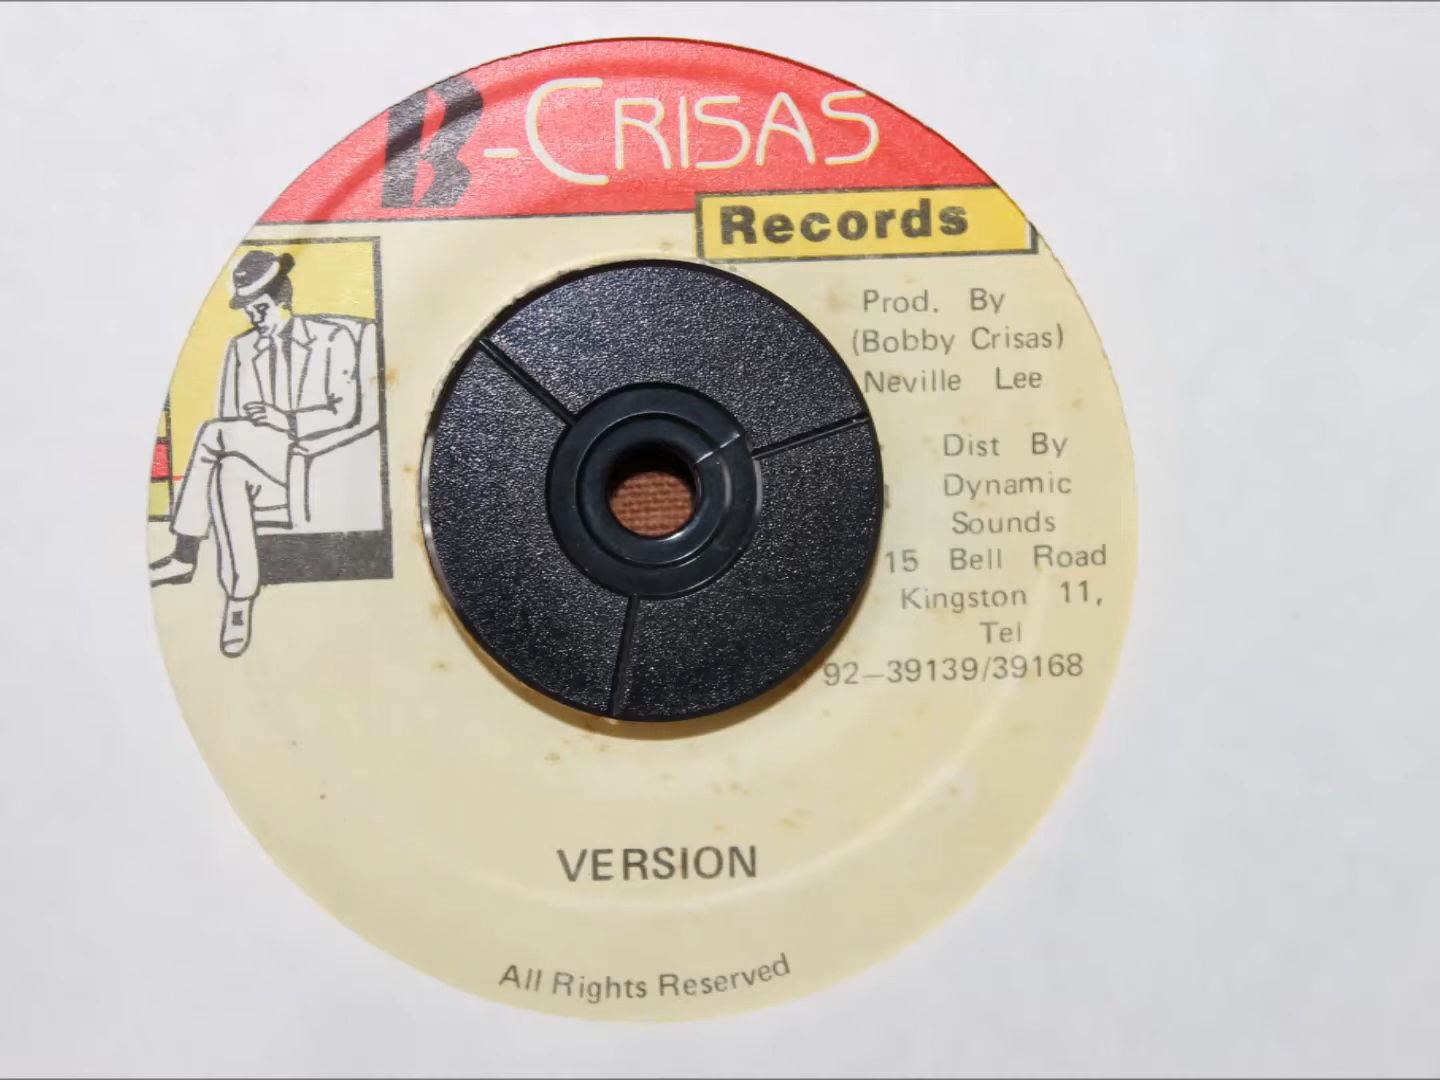 B-CRISAS
Records
Prod. By
(Bobby Crisas)
Neville Lee
Dist By
Dynamic
Sounds
15 Bell Road
Kingston 11,
Tel
92-39139/39168
VERSION
All Rights Reserved